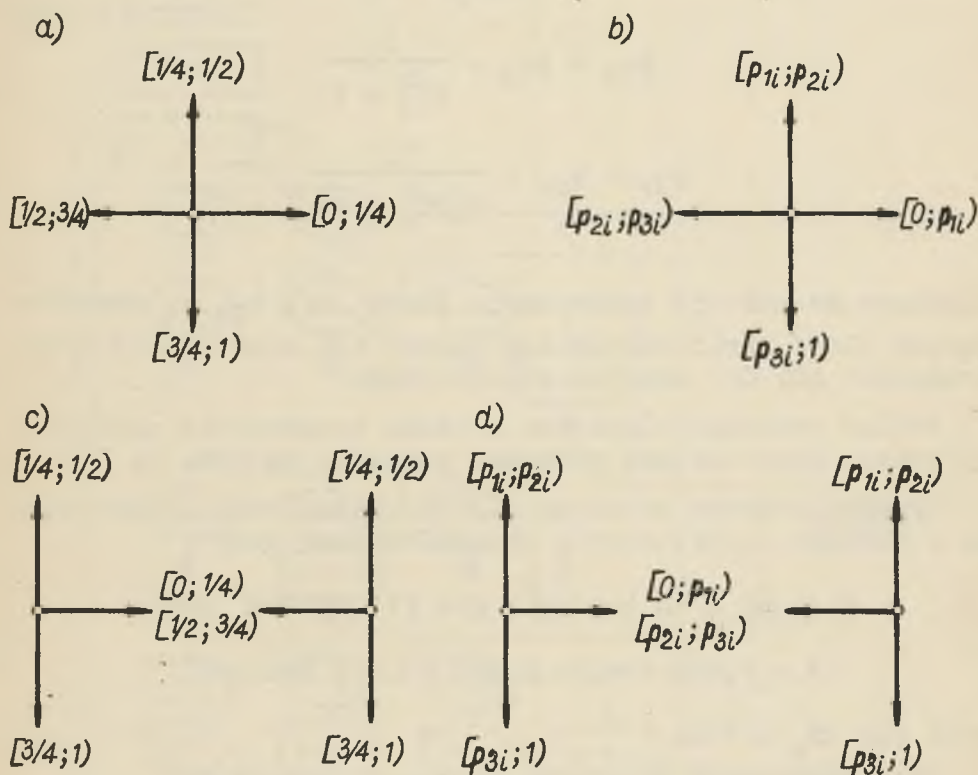 a)
[1/4; 1/2)
[1/2; 3/4)
[0; 1/4)
[3/4; 1)
b)
[p1i; p2i)
[p2i; p3i)
[0; p1i)
[p3i; 1)
c)
[1/4; 1/2)
[1/4; 1/2)
[0; 1/4)
[1/2; 3/4)
[3/4; 1)
[3/4; 1)
d)
[p1i; p2i)
[p1i; p2i)
[0; p1i)
[p2i; p3i)
[p3i; 1)
[p3i; 1)